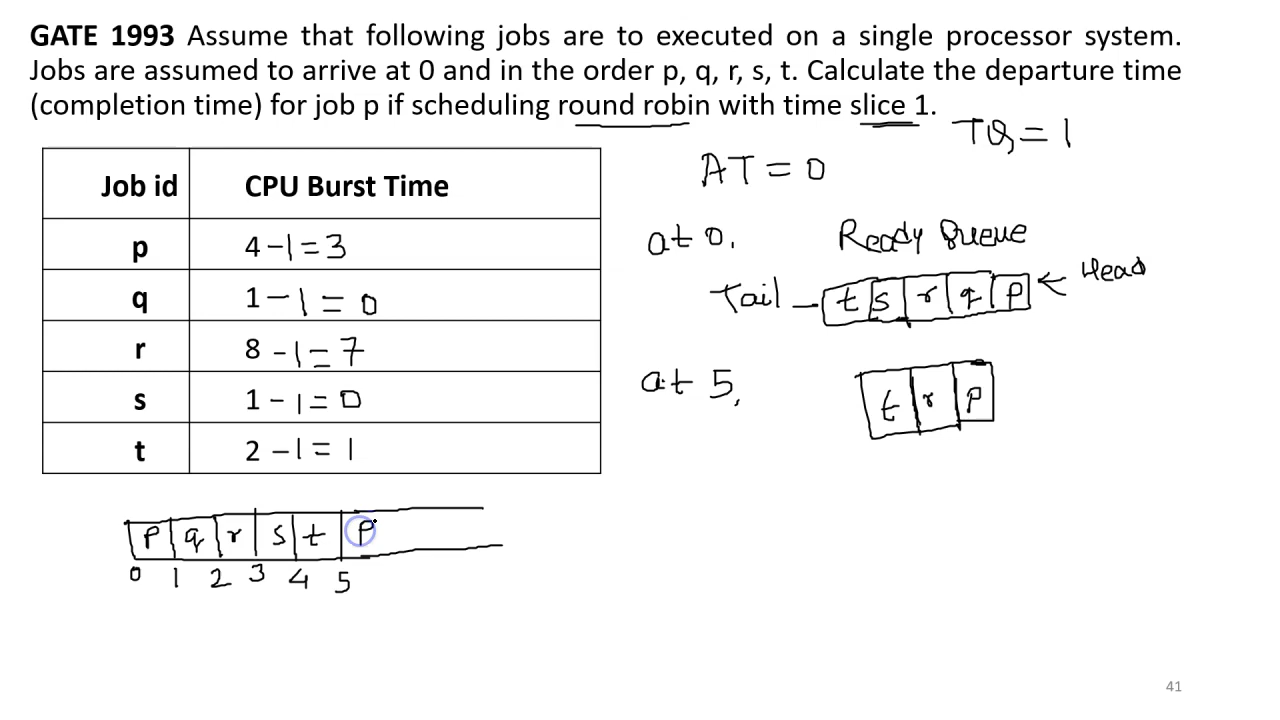 GATE 1993 Assume that following jobs are to executed on a single processor system.
Jobs are assumed to arrive at 0 and in the order p, q, r, s, t. Calculate the departure time
(completion time) for job p if scheduling round robin with time slice 1.
TQ = 1
AT = 0
Job id CPU Burst Time
p 4 - 1 = 3
q 1 - 1 = 0
r 8 - 1 = 7
s 1 - 1 = 0
t 2 - 1 = 1
at 0, Ready Queue
Tail t s r q p Head
at 5, t r p
p q r s t p
0 1 2 3 4 5
41